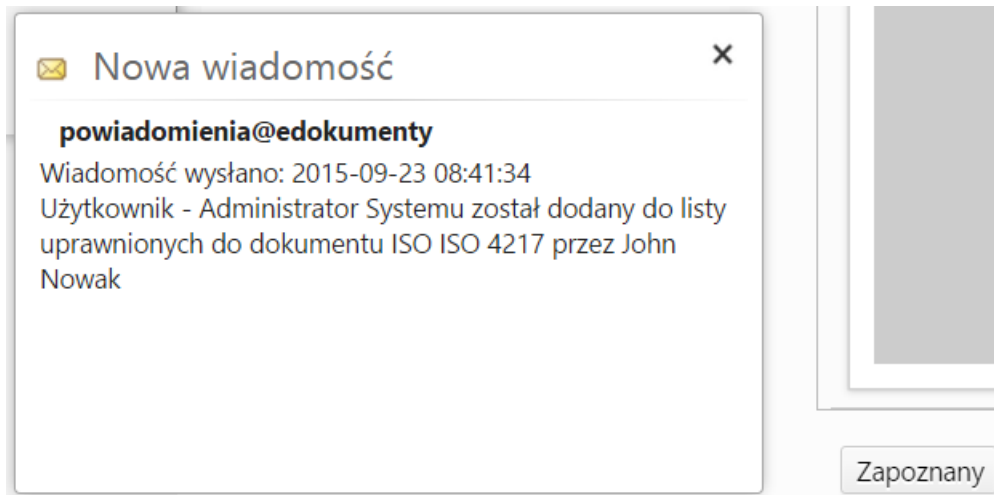 Nowa wiadomość
powiadomienia@edokumenty
Wiadomość wysłano: 2015-09-23 08:41:34
Użytkownik - Administrator Systemu został dodany do listy
uprawnionych do dokumentu ISO ISO 4217 przez John
Nowak
Zapoznany